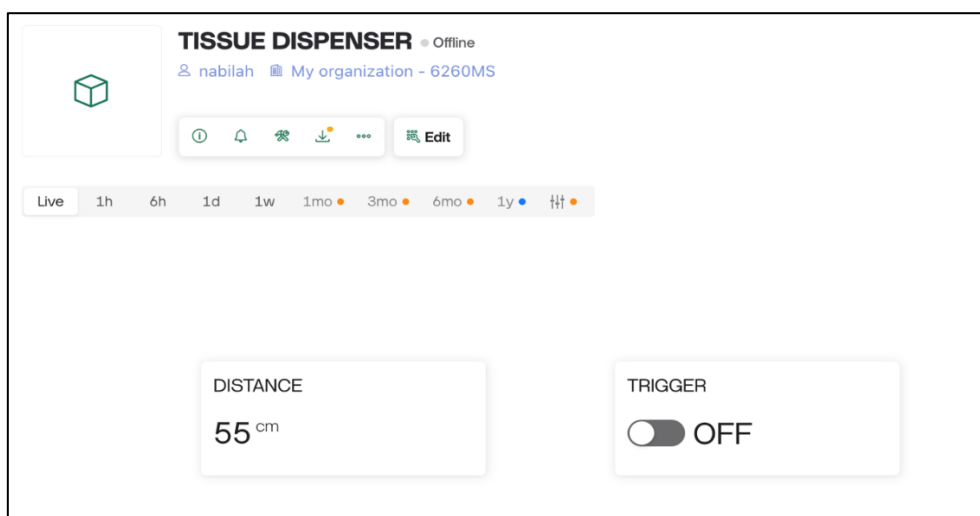 TISSUE DISPENSER Offline
nabilah My organization - 6260MS
Edit
Live 1h 6h 1d 1w 1mo 3mo 6mo 1y
DISTANCE
55 cm
TRIGGER
OFF